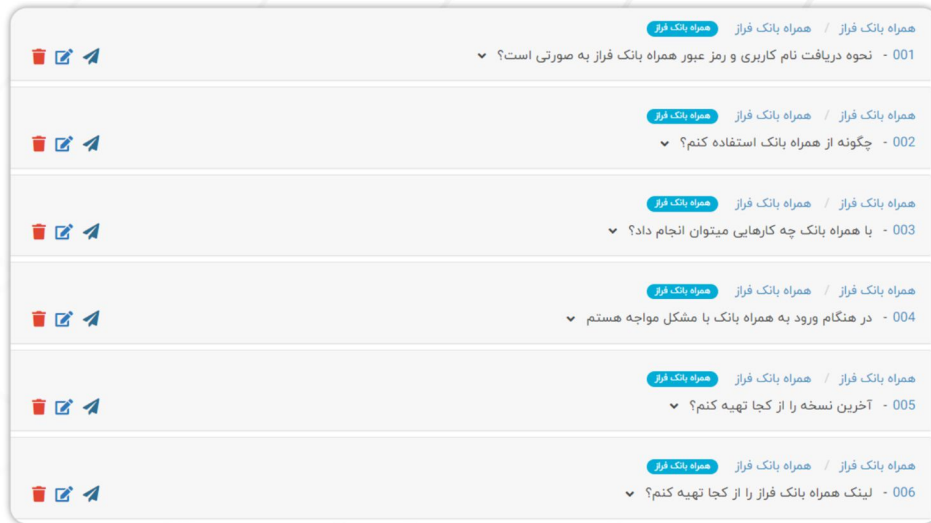 همراه بانک فراز / همراه بانک فراز همراه بانک فراز
001 - نحوه دریافت نام کاربری و رمز عبور همراه بانک فراز به صورتی است؟
همراه بانک فراز / همراه بانک فراز همراه بانک فراز
002 - چگونه از همراه بانک استفاده کنم؟
همراه بانک فراز / همراه بانک فراز همراه بانک فراز
003 - با همراه بانک چه کارهایی میتوان انجام داد؟
همراه بانک فراز / همراه بانک فراز همراه بانک فراز
004 - در هنگام ورود به همراه بانک با مشکل مواجه هستم
همراه بانک فراز / همراه بانک فراز همراه بانک فراز
005 - آخرین نسخه را از کجا تهیه کنم؟
همراه بانک فراز / همراه بانک فراز همراه بانک فراز
006 - لینک همراه بانک فراز را از کجا تهیه کنم؟